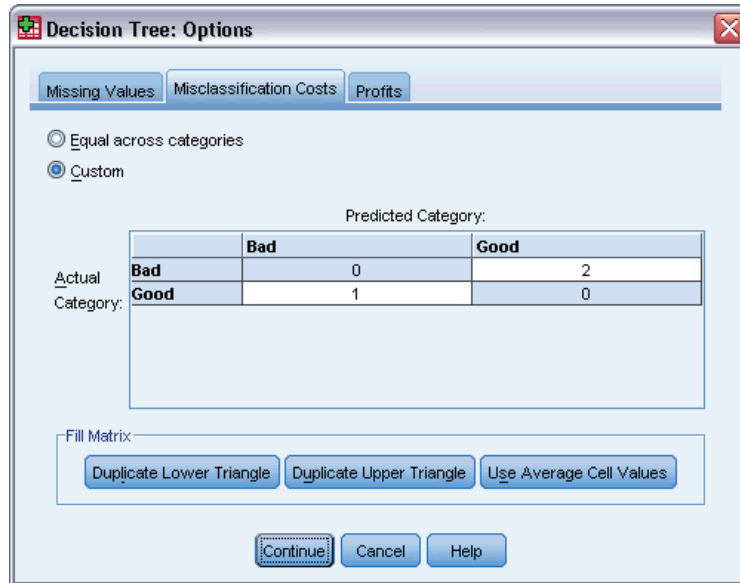 Decision Tree: Options
Missing Values Misclassification Costs Profits
Equal across categories
Custom
Predicted Category:
Bad Good
Actual Category:
Bad 0 2
Good 1 0
Fill Matrix
Duplicate Lower Triangle Duplicate Upper Triangle Use Average Cell Values
Continue Cancel Help